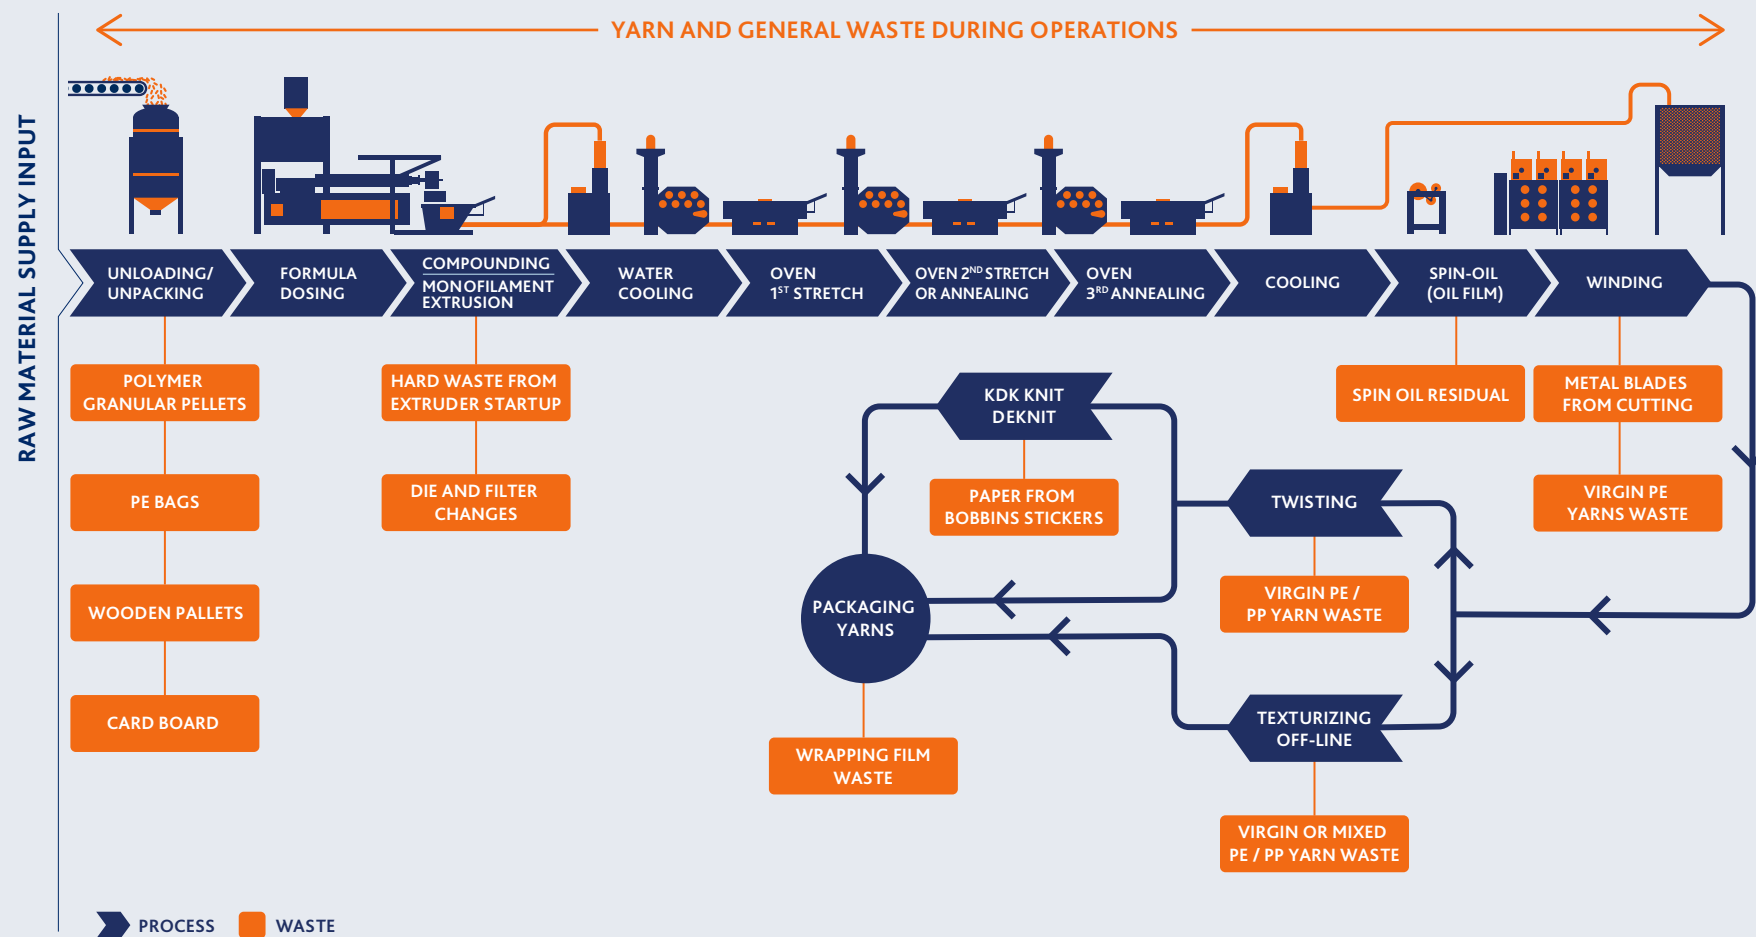 YARN AND GENERAL WASTE DURING OPERATIONS
RAW MATERIAL SUPPLY INPUT
UNLOADING/
UNPACKING
FORMULA
DOSING
COMPOUNDING
MONOFILAMENT
EXTRUSION
WATER
COOLING
OVEN
1ST STRETCH
OVEN 2ND STRETCH
OR ANNEALING
OVEN
3RD ANNEALING
COOLING
SPIN-OIL
(OIL FILM)
WINDING
POLYMER
GRANULAR PELLETS
PE BAGS
WOODEN PALLETS
CARD BOARD
HARD WASTE FROM
EXTRUDER STARTUP
DIE AND FILTER
CHANGES
SPIN OIL RESIDUAL
METAL BLADES
FROM CUTTING
VIRGIN PE
YARNS WASTE
KDK KNIT
DEKNIT
PAPER FROM
BOBBINS STICKERS
TWISTING
VIRGIN PE /
PP YARN WASTE
PACKAGING
YARNS
WRAPPING FILM
WASTE
TEXTURIZING
OFF-LINE
VIRGIN OR MIXED
PE / PP YARN WASTE
PROCESS
WASTE